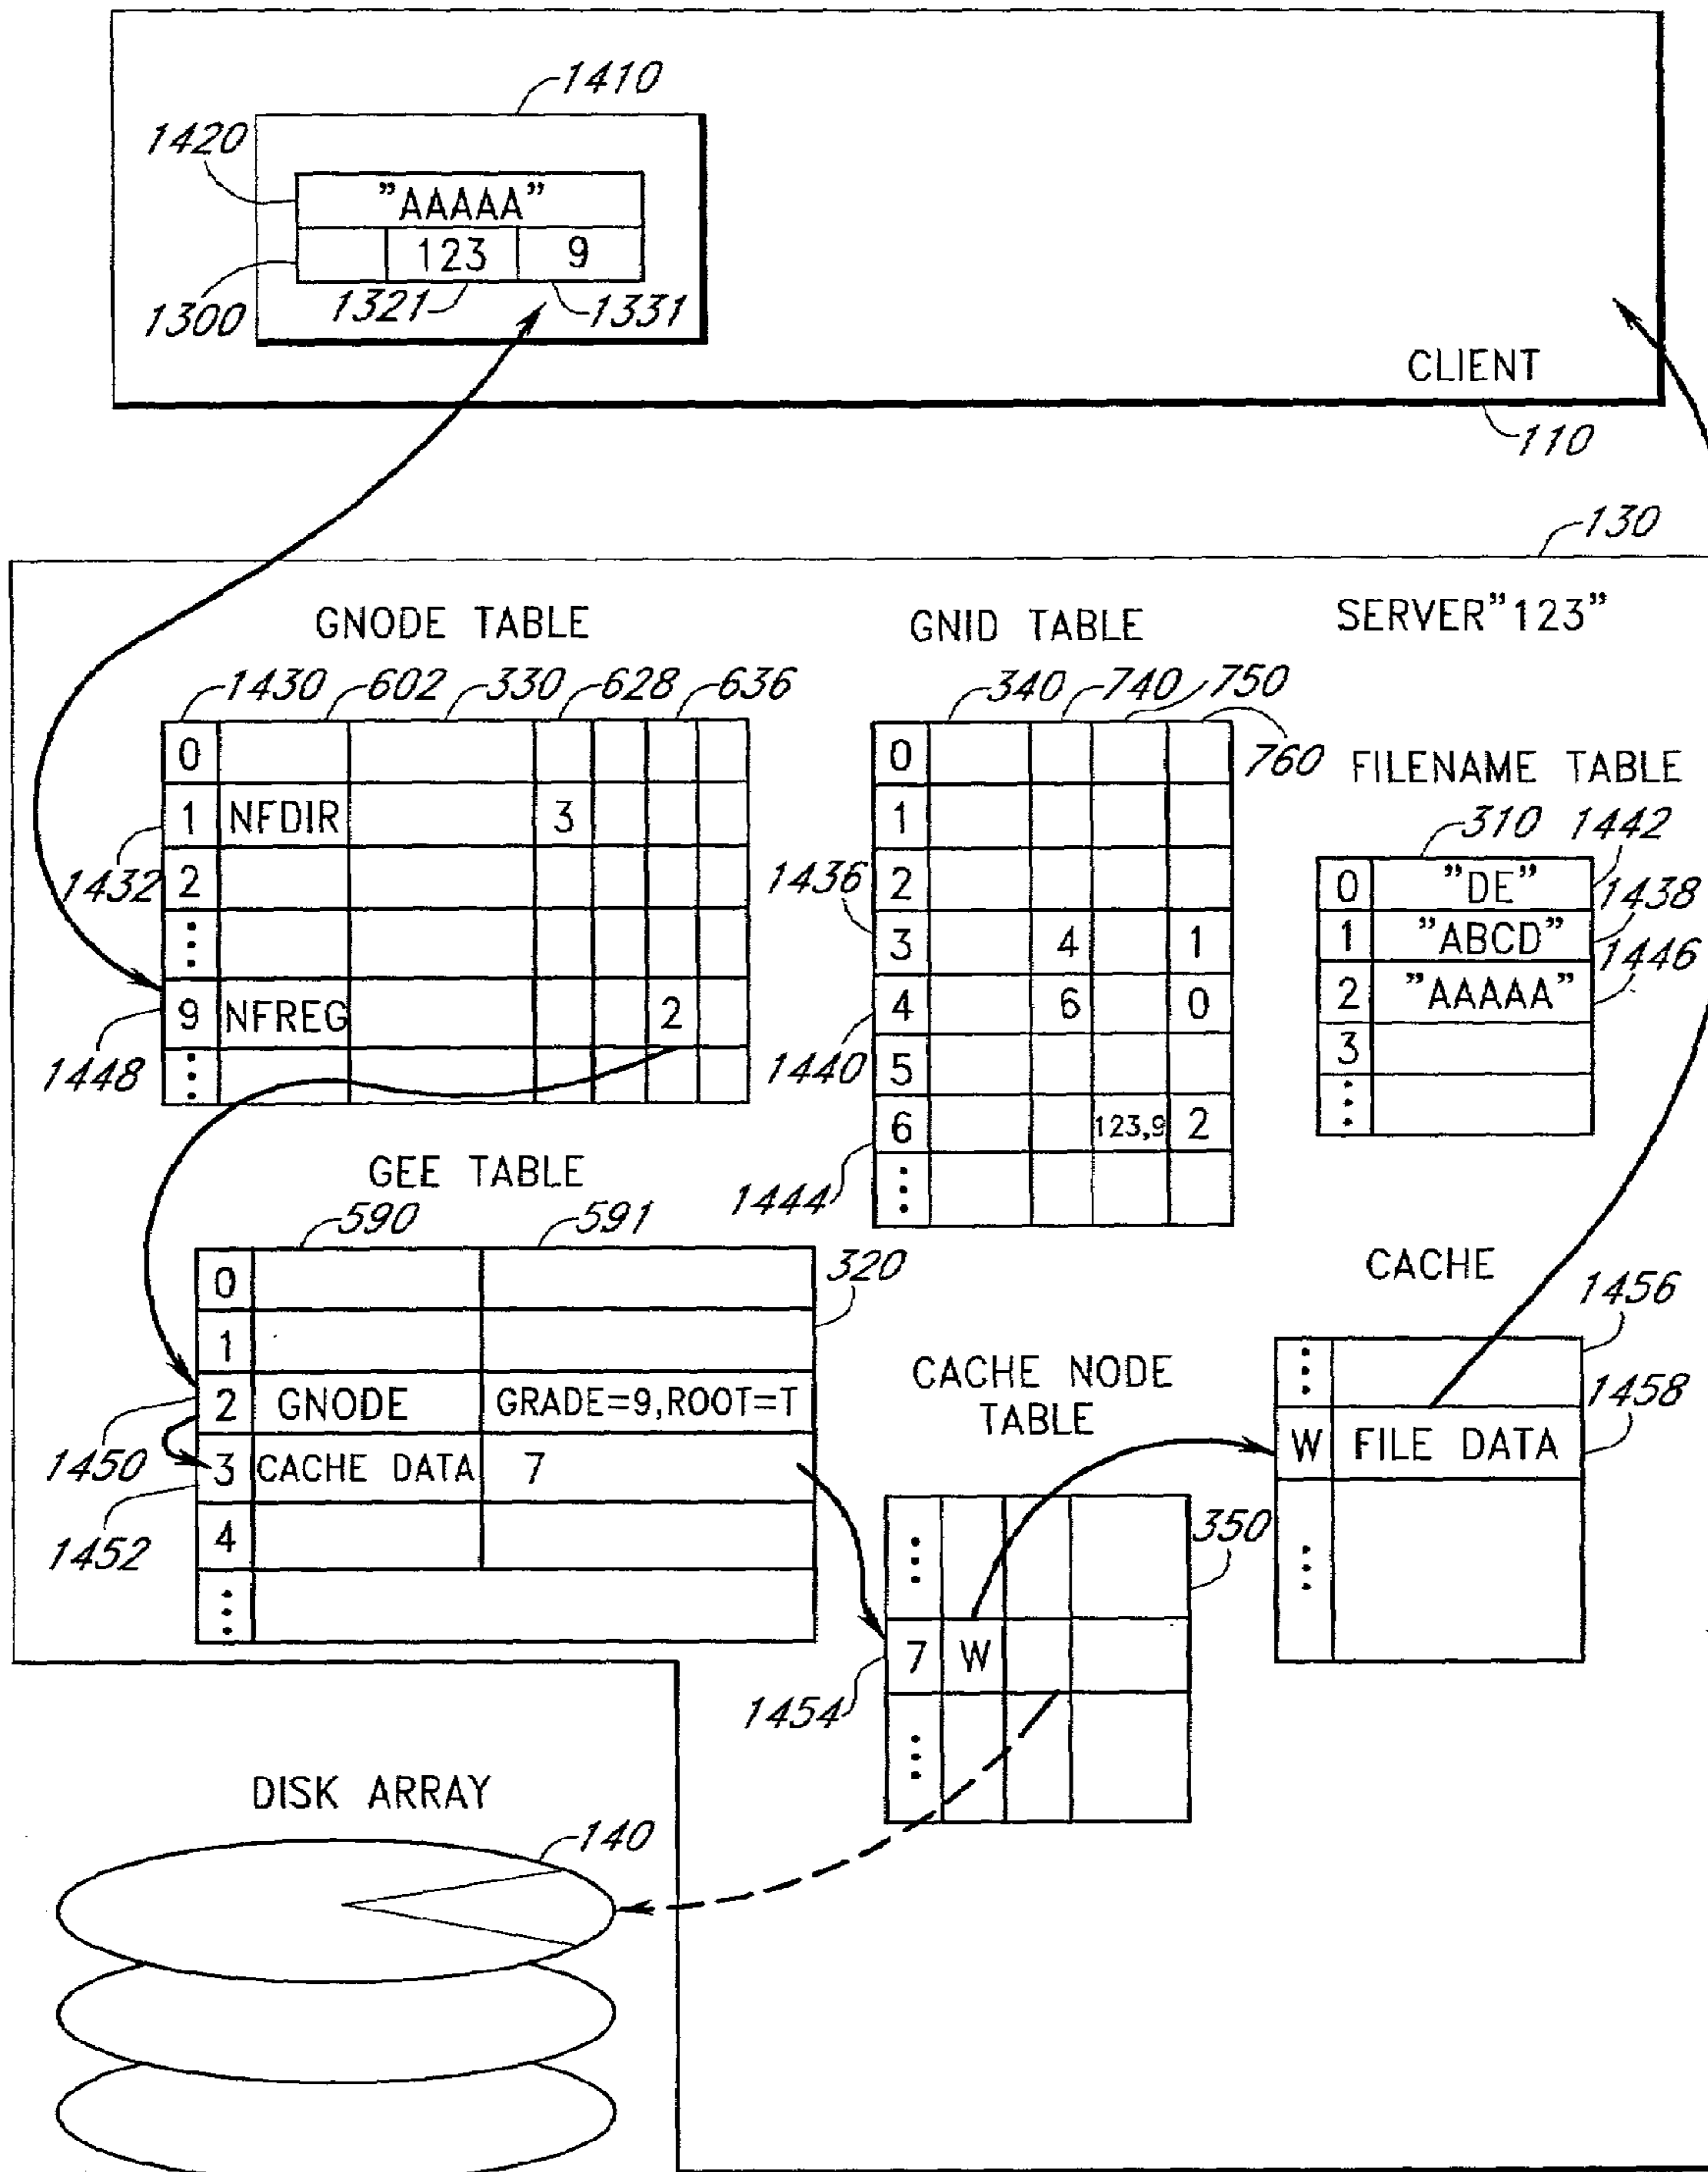 1410
1420
"AAAAA"
123 9
1300 1321 1331
CLIENT
110
130
SERVER"123"
GNODE TABLE
1430 602 330 628 636
0
1 NFDIR 3
1432
2
⋮
9 NFREG 2
1448
⋮
GNID TABLE
340 740 750
760
0
1
2
1436
3 4 1
4 6 0
1440
5
6 123,9 2
1444
⋮
FILENAME TABLE
310 1442
0 "DE"
1438
1 "ABCD"
1446
2 "AAAAA"
3
⋮
GEE TABLE
590 591
320
0
1
2 GNODE GRADE=9,ROOT=T
1450
3 CACHE DATA 7
1452
4
⋮
CACHE NODE
TABLE
350
⋮
7 W
1454
⋮
CACHE
1456
⋮
1458
W FILE DATA
⋮
DISK ARRAY
140